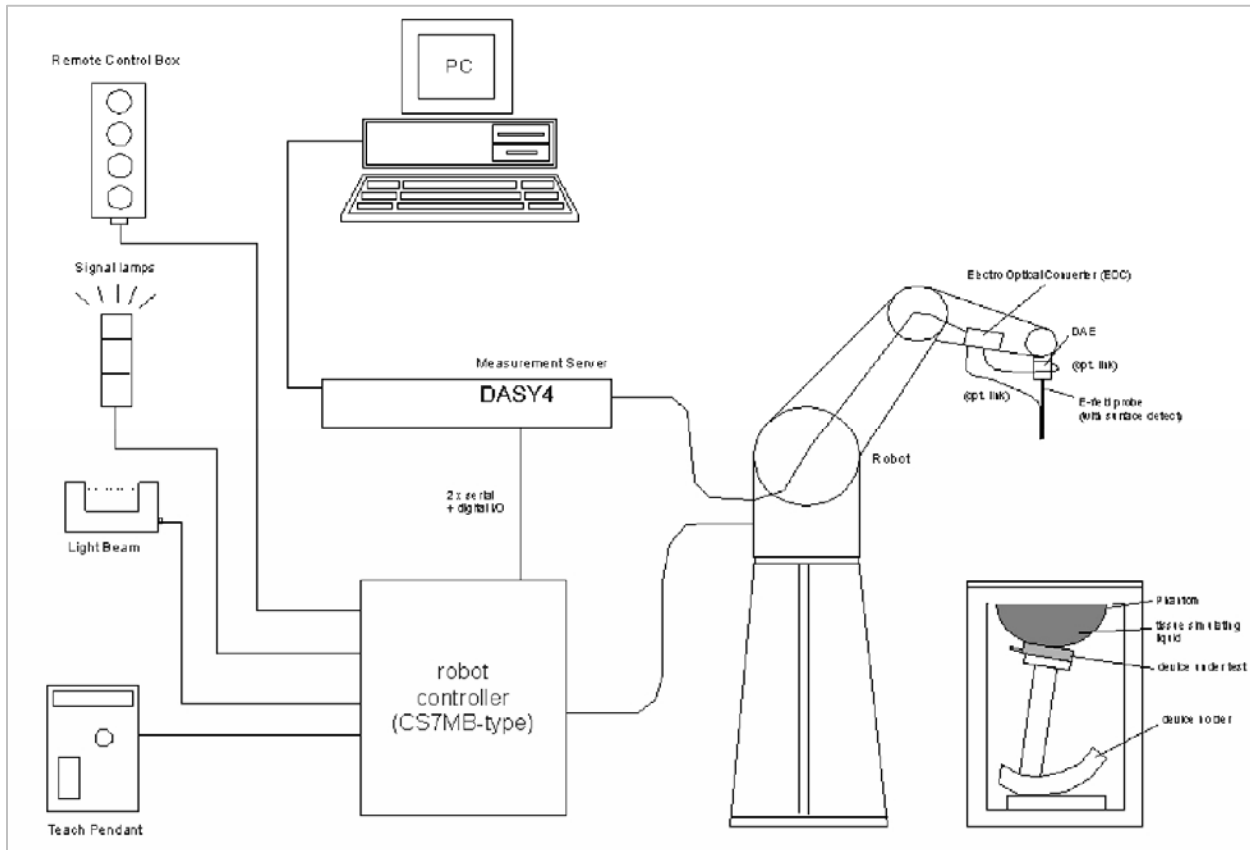 Remote Control Box
PC
Signal lamps
Electro Optical Converter (EOC)
DAE
(opt. link)
Measurement Server
DASY4
(opt. link)
E-field probe
(with surface detect)
Robot
2 x serial
+ digital I/O
Light Beam
Phantom
tissue simulating
liquid
device under test
robot
controller
(CS7MB-type)
device holder
Teach Pendant